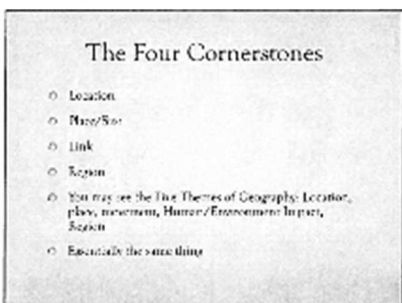 The Four Cornerstones
Location
Place/Site
Link
Region
You may see the Five Themes of Geography: Location,
place, movement, Human/Environment Impact,
Region
Essentially the same thing